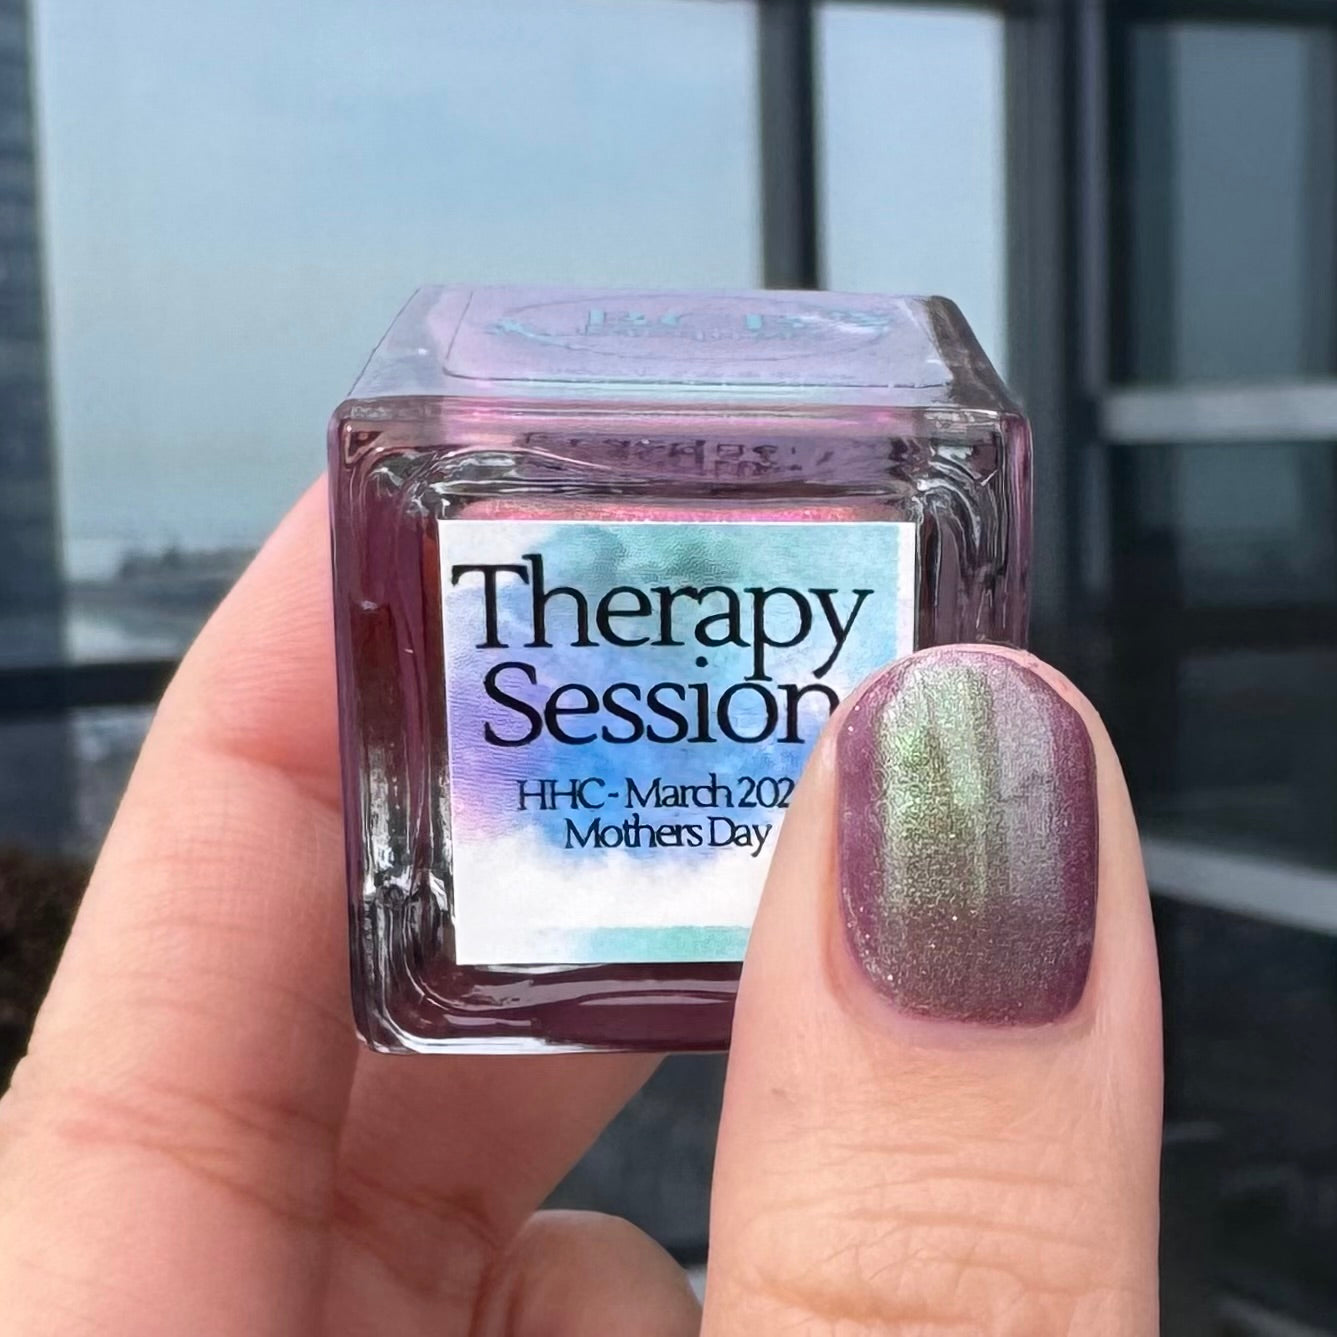 Therapy
Session
HHC - March 202
Mothers Day